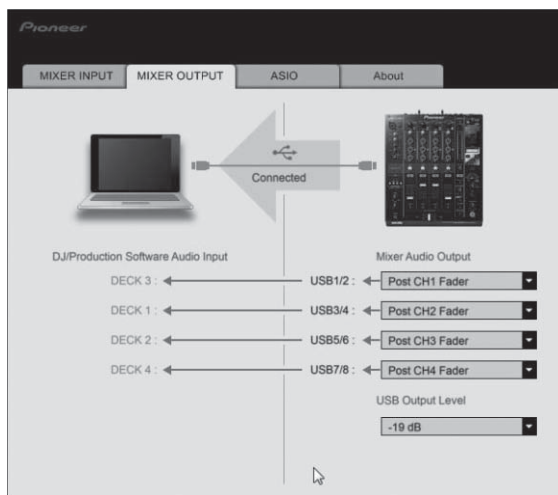 Pioneer
MIXER INPUT
MIXER OUTPUT
ASIO
About
Connected
Pioneer
DJ/Production Software Audio Input
Mixer Audio Output
DECK 3 :
USB1/2 :
Post CH1 Fader
DECK 1 :
USB3/4 :
Post CH2 Fader
DECK 2 :
USB5/6 :
Post CH3 Fader
DECK 4 :
USB7/8 :
Post CH4 Fader
USB Output Level
-19 dB